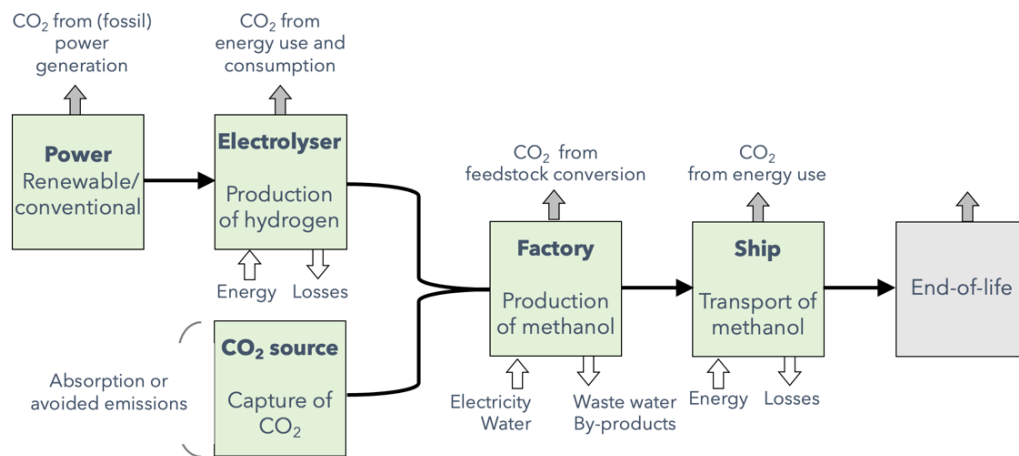 CO₂ from (fossil)
power
generation
CO₂ from
energy use and
consumption
Power
Renewable/
conventional
Electrolyser
Production
of hydrogen
Energy
Losses
CO₂ source
Capture of
CO₂
Absorption or
avoided emissions
CO₂ from
feedstock conversion
Factory
Production
of methanol
Electricity
Water
Waste water
By-products
CO₂
from energy use
Ship
Transport of
methanol
Energy
Losses
End-of-life